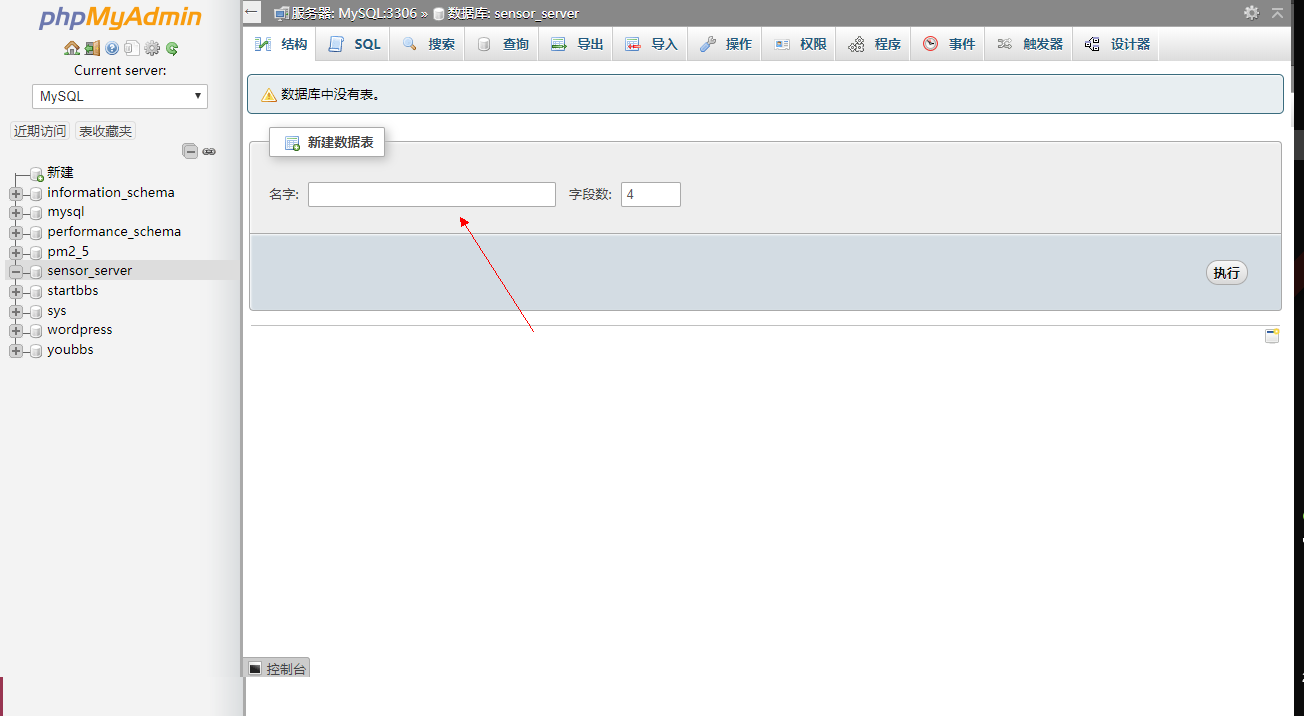 phpMyAdmin
Current server:
MySQL
近期访问 表收藏夹
新建
information_schema
mysql
performance_schema
pm2_5
sensor_server
startbbs
sys
wordpress
youbbs
服务器: MySQL:3306 » 数据库: sensor_server
结构 SQL 搜索 查询 导出 导入 操作 权限 程序 事件 触发器 设计器
数据库中没有表。
新建数据表
名字: 字段数: 4
执行
控制台